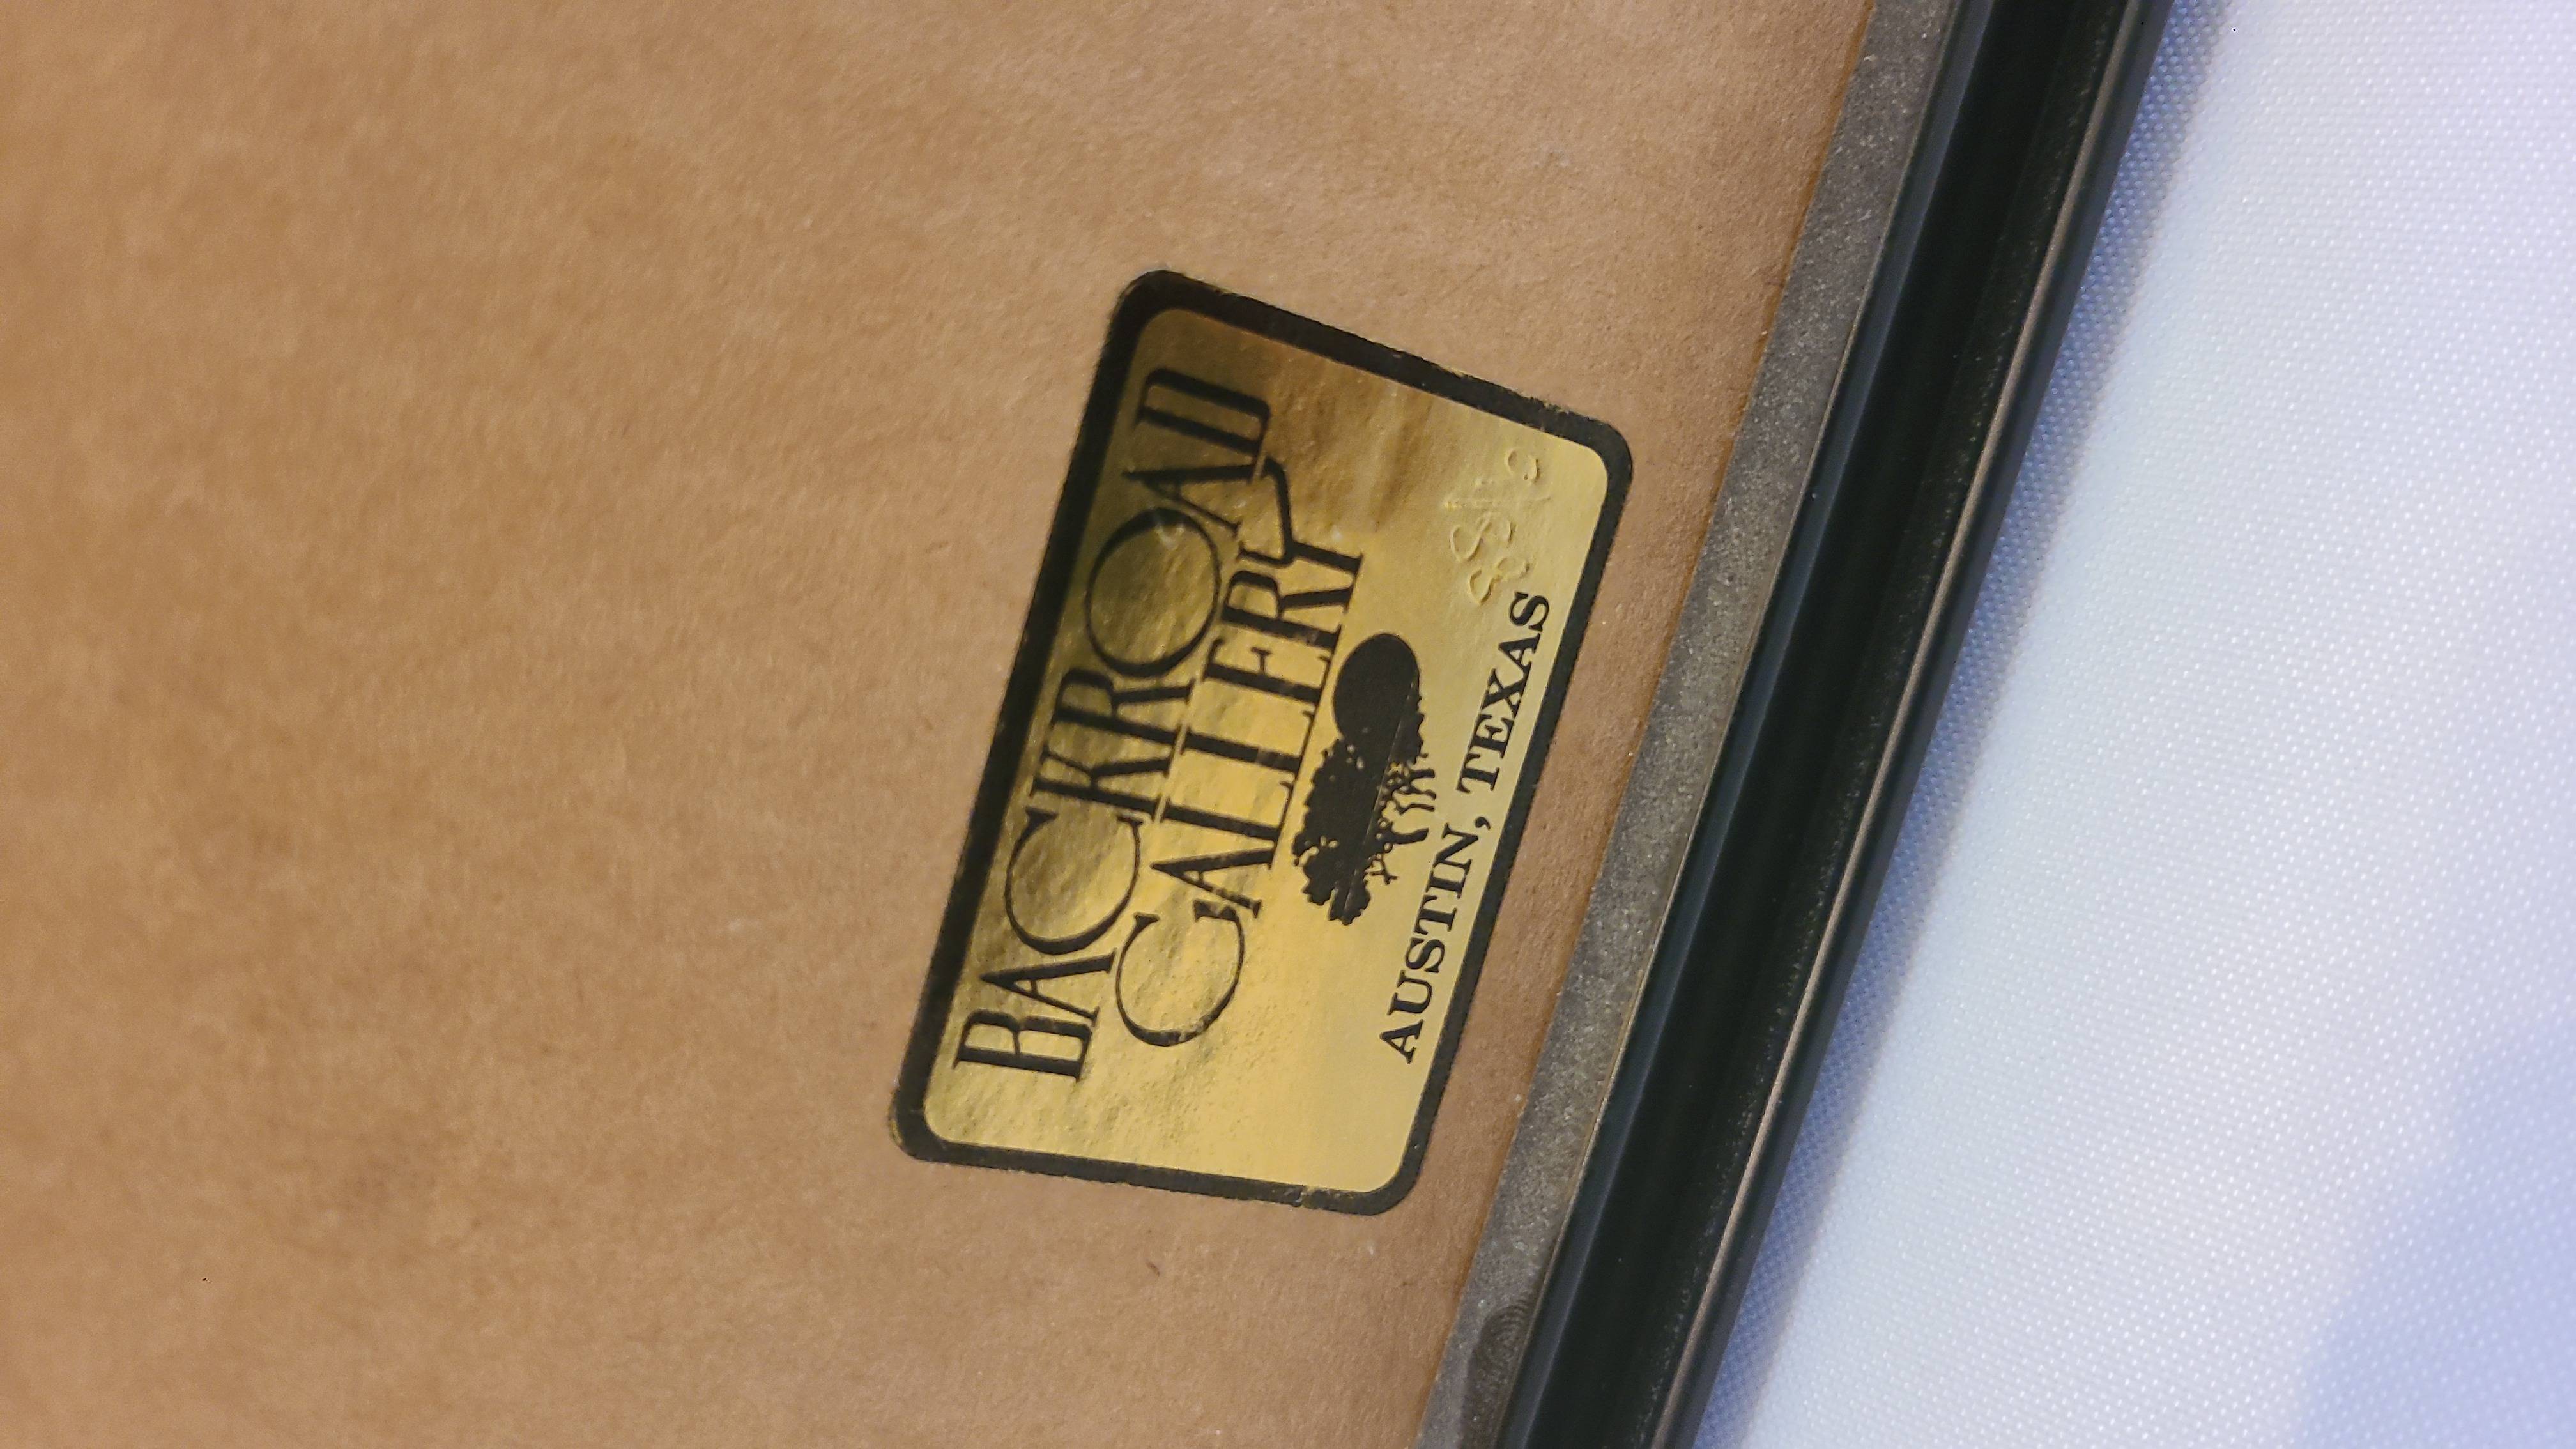 BACKROAD
GALLERY
AUSTIN, TEXAS